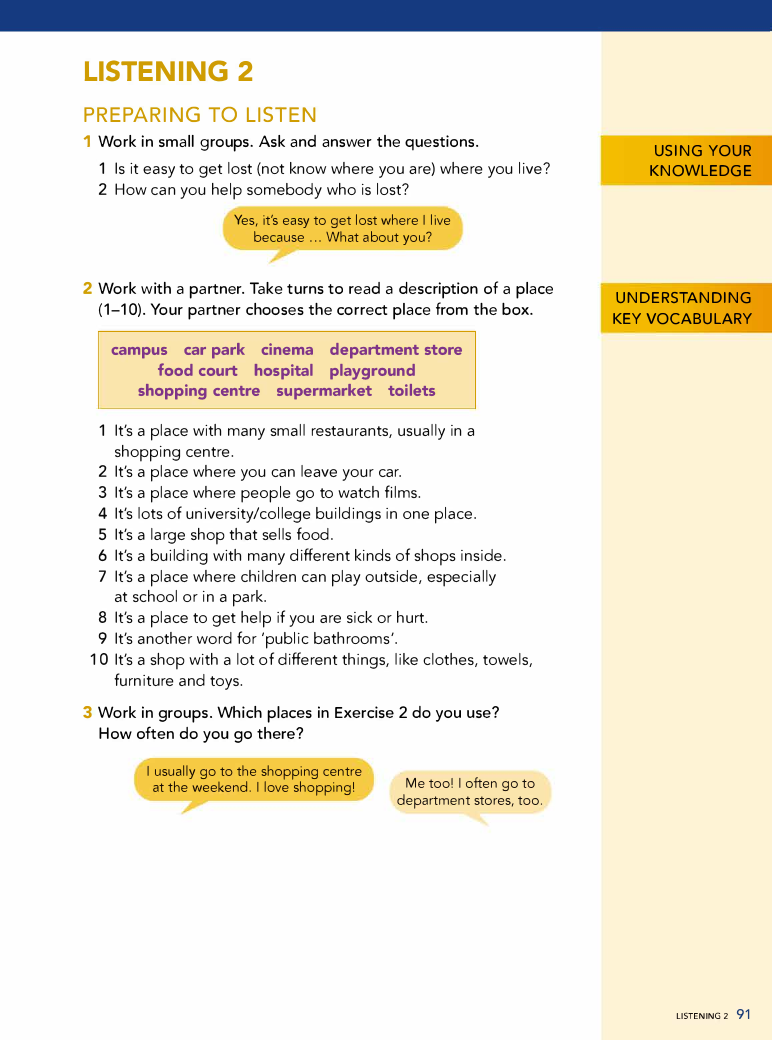 LISTENING 2
PREPARING TO LISTEN
1 Work in small groups. Ask and answer the questions.
1 Is it easy to get lost (not know where you are) where you live?
2 How can you help somebody who is lost?
Yes, it’s easy to get lost where I live
because … What about you?
USING YOUR
KNOWLEDGE
2 Work with a partner. Take turns to read a description of a place
(1–10). Your partner chooses the correct place from the box.
UNDERSTANDING
KEY VOCABULARY
campus car park cinema department store
food court hospital playground
shopping centre supermarket toilets
1 It’s a place with many small restaurants, usually in a
shopping centre.
2 It’s a place where you can leave your car.
3 It’s a place where people go to watch films.
4 It’s lots of university/college buildings in one place.
5 It’s a large shop that sells food.
6 It’s a building with many different kinds of shops inside.
7 It’s a place where children can play outside, especially
at school or in a park.
8 It’s a place to get help if you are sick or hurt.
9 It’s another word for ‘public bathrooms’.
10 It’s a shop with a lot of different things, like clothes, towels,
furniture and toys.
3 Work in groups. Which places in Exercise 2 do you use?
How often do you go there?
I usually go to the shopping centre
at the weekend. I love shopping!
Me too! I often go to
department stores, too.
LISTENING 2 91